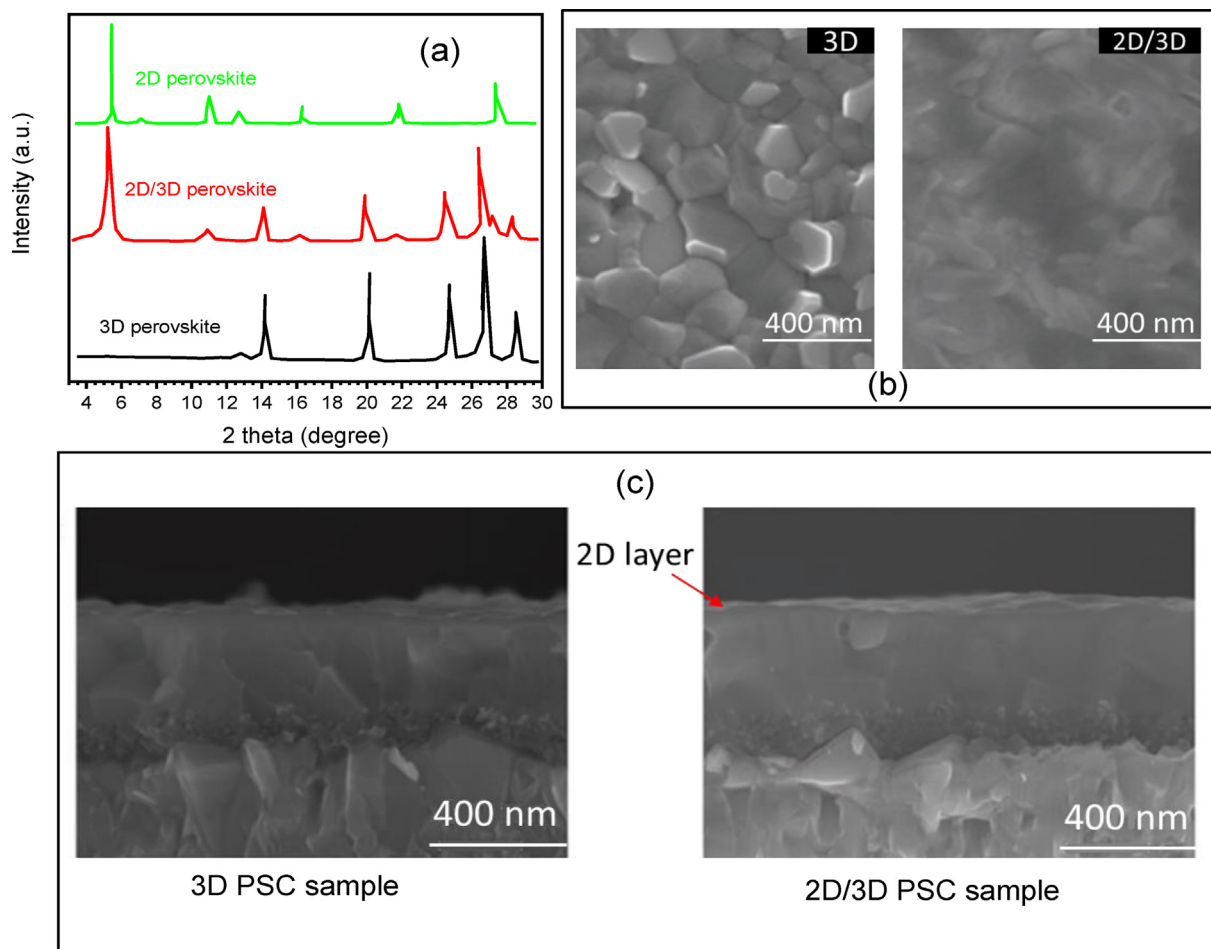 (a)
2D perovskite
2D/3D perovskite
3D perovskite
Intensity (a.u.)
4 6 8 10 12 14 16 18 20 22 24 26 28 30
2 theta (degree)
3D
2D/3D
400 nm
400 nm
(b)
(c)
2D layer
400 nm
400 nm
3D PSC sample
2D/3D PSC sample